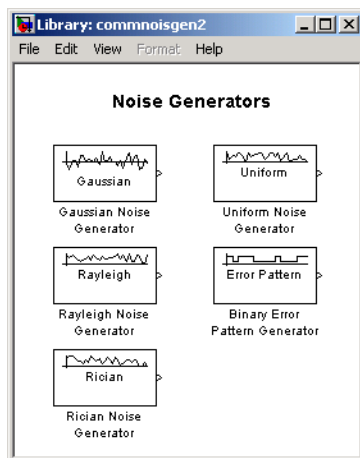 Library: commnoisgen2
File Edit View Format Help
Noise Generators
Gaussian
Gaussian Noise
Generator
Uniform
Uniform Noise
Generator
Rayleigh
Rayleigh Noise
Generator
Error Pattern
Binary Error
Pattern Generator
Rician
Rician Noise
Generator